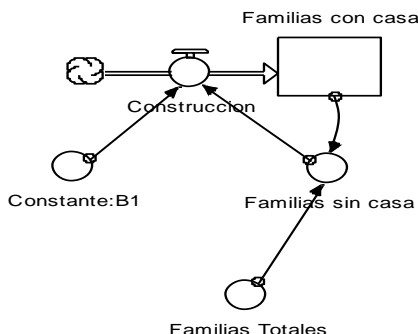 Familias con casa
Construccion
Constante:B1
Familias sin casa
Familias Totales